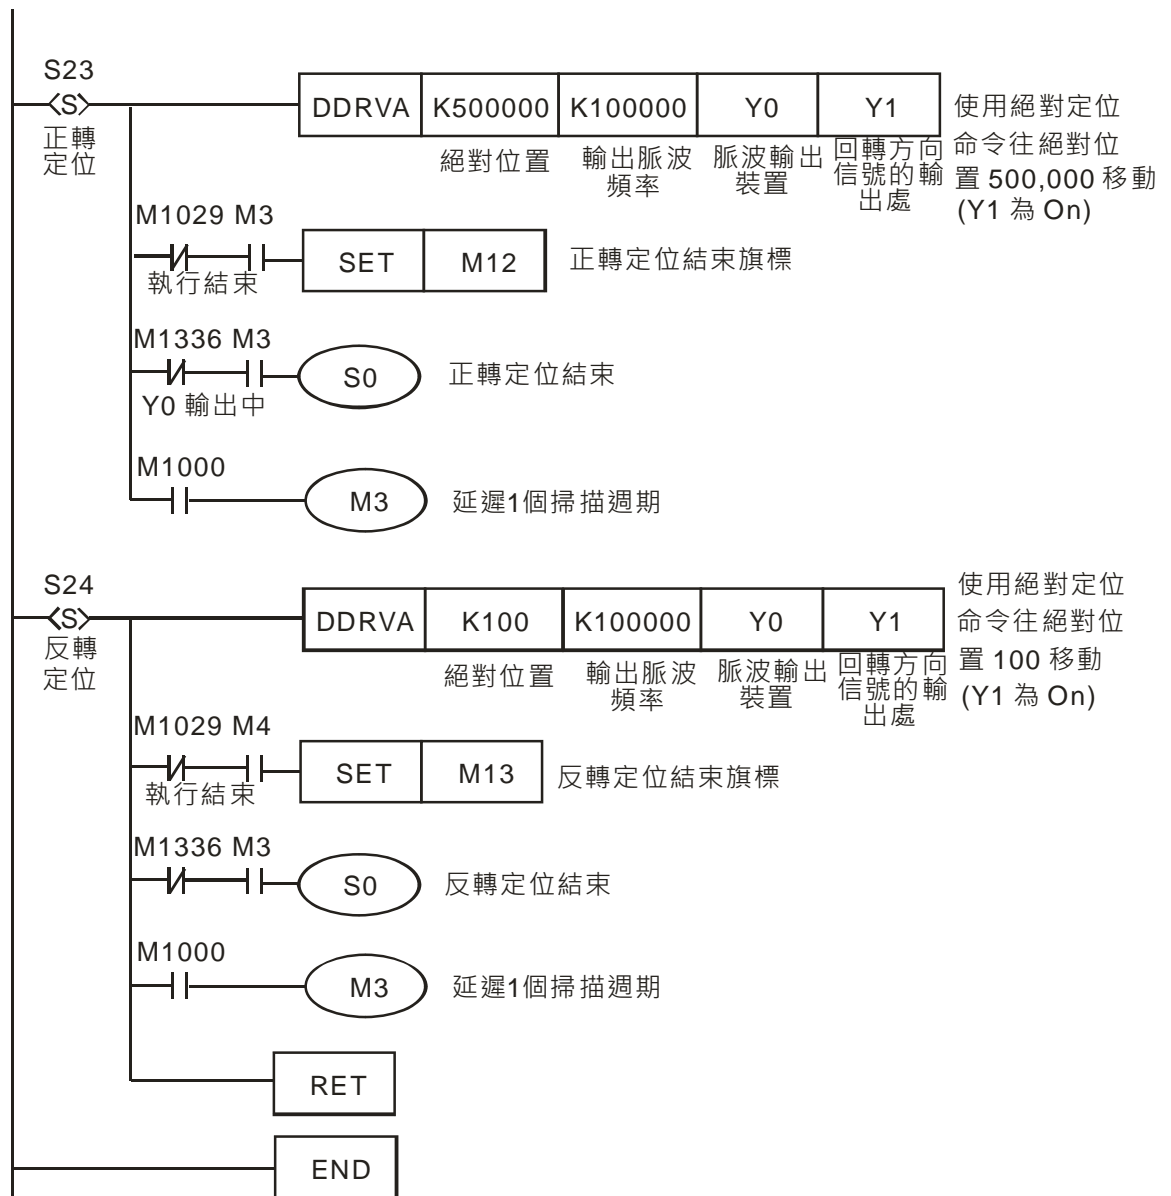 S23
S
正轉
定位
DDRVA K500000 K100000 Y0 Y1
絕對位置
輸出脈波
頻率
脈波輸出
裝置
回轉方向
信號的輸
出處
使用絕對定位
命令往絕對位
置 500,000 移動
(Y1 為 On)
M1029 M3
執行結束
SET M12
正轉定位結束旗標
M1336 M3
Y0 輸出中
S0
正轉定位結束
M1000
M3
延遲1個掃描週期
S24
S
反轉
定位
DDRVA K100 K100000 Y0 Y1
絕對位置
輸出脈波
頻率
脈波輸出
裝置
回轉方向
信號的輸
出處
使用絕對定位
命令往絕對位
置 100 移動
(Y1 為 On)
M1029 M4
執行結束
SET M13
反轉定位結束旗標
M1336 M3
S0
反轉定位結束
M1000
M3
延遲1個掃描週期
RET
END